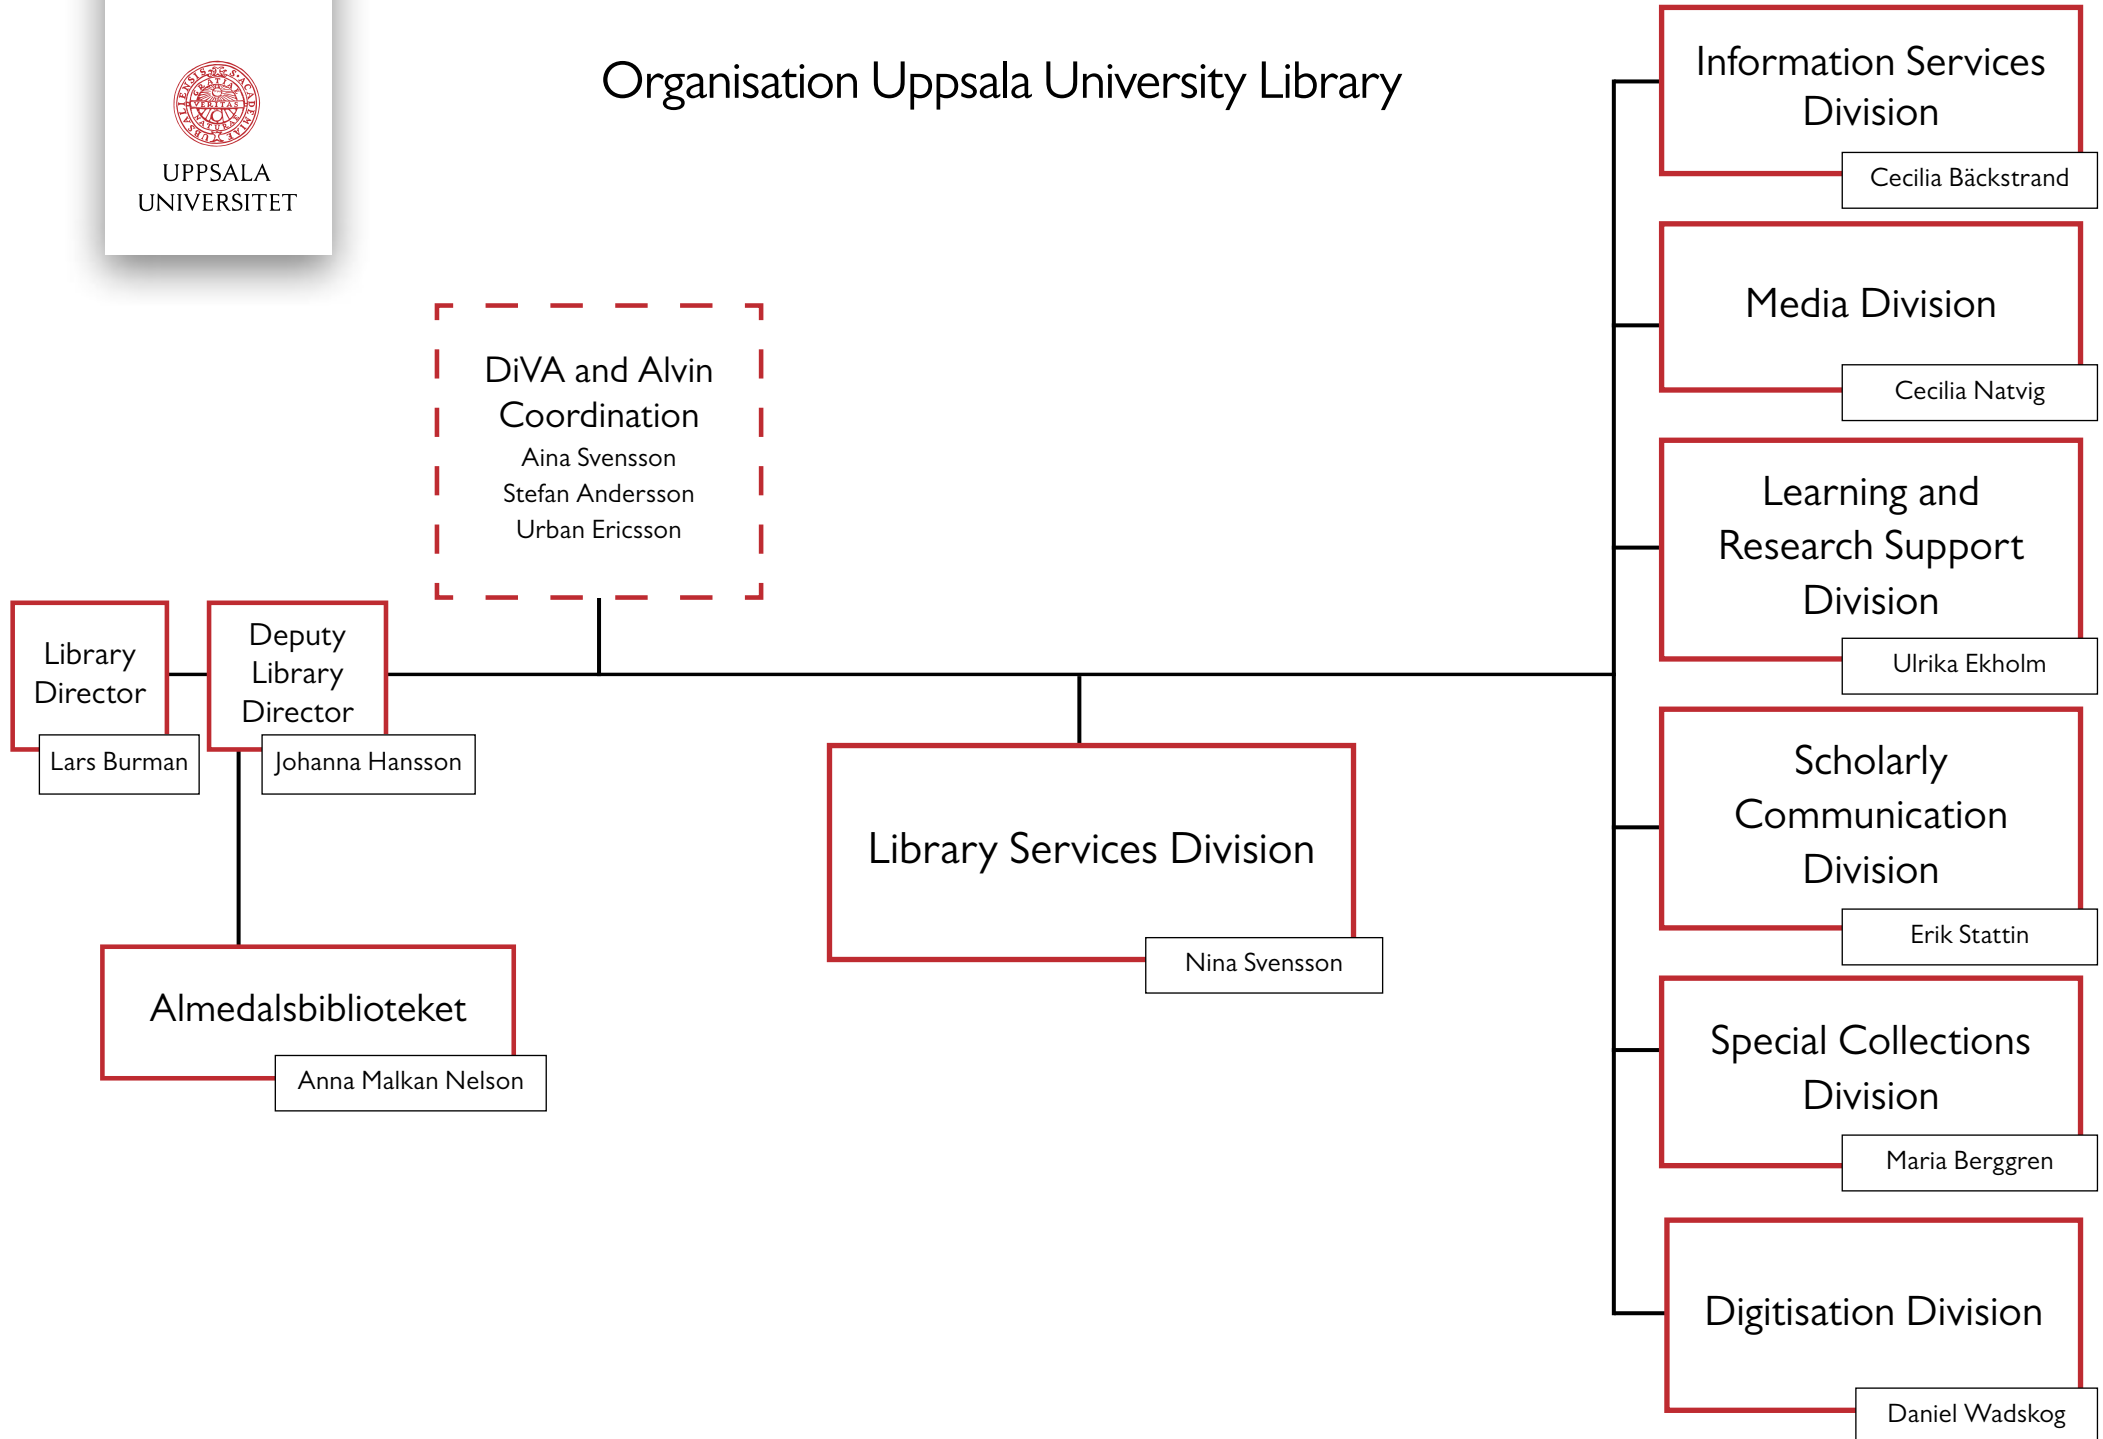 UPPSALA
UNIVERSITET
Organisation Uppsala University Library
DiVA and Alvin
Coordination
Aina Svensson
Stefan Andersson
Urban Ericsson
Library
Director
Lars Burman
Deputy
Library
Director
Johanna Hansson
Almedalsbiblioteket
Anna Malkan Nelson
Library Services Division
Nina Svensson
Information Services
Division
Cecilia Bäckstrand
Media Division
Cecilia Natvig
Learning and
Research Support
Division
Ulrika Ekholm
Scholarly
Communication
Division
Erik Stattin
Special Collections
Division
Maria Berggren
Digitisation Division
Daniel Wadskog